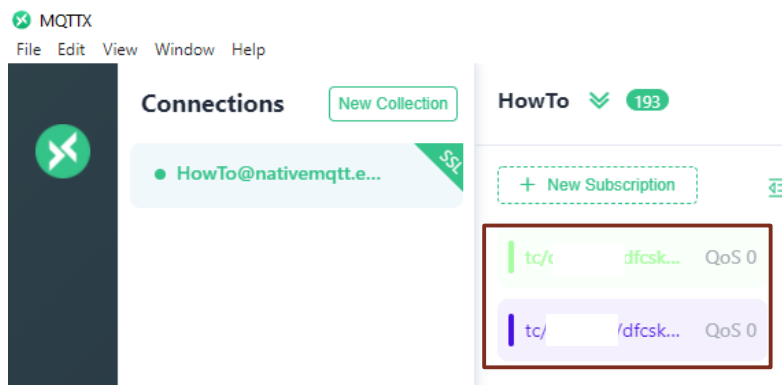 MQTTX
File Edit View Window Help
Connections
New Collection
HowTo
193
HowTo@nativemqtt.e...
SSL
+ New Subscription
tc/ dfcsk... QoS 0
tc/ /dfcsk... QoS 0